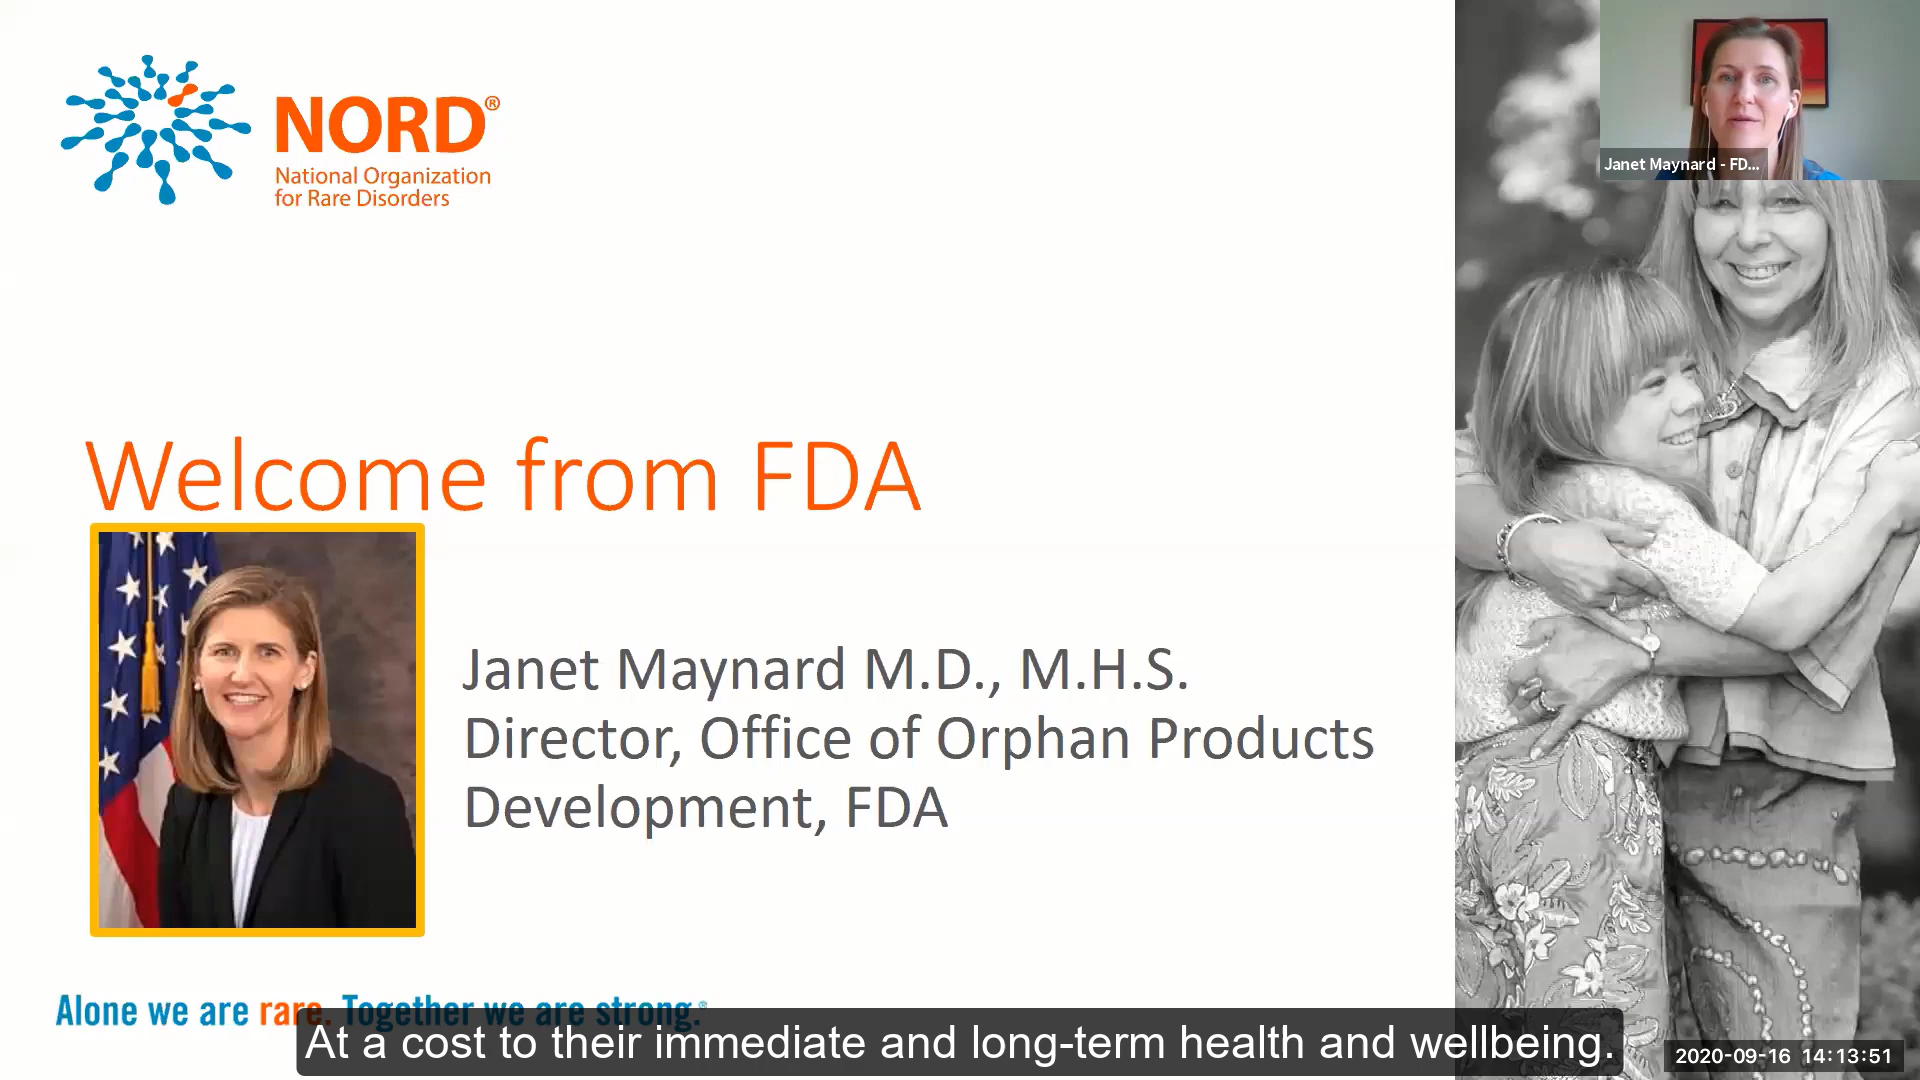 NORD®
National Organization
for Rare Disorders
Janet Maynard - FD...
Welcome from FDA
Janet Maynard M.D., M.H.S.
Director, Office of Orphan Products
Development, FDA
Alone we are rare. Together we are strong.®
At a cost to their immediate and long-term health and wellbeing.
2020-09-16 14:13:51